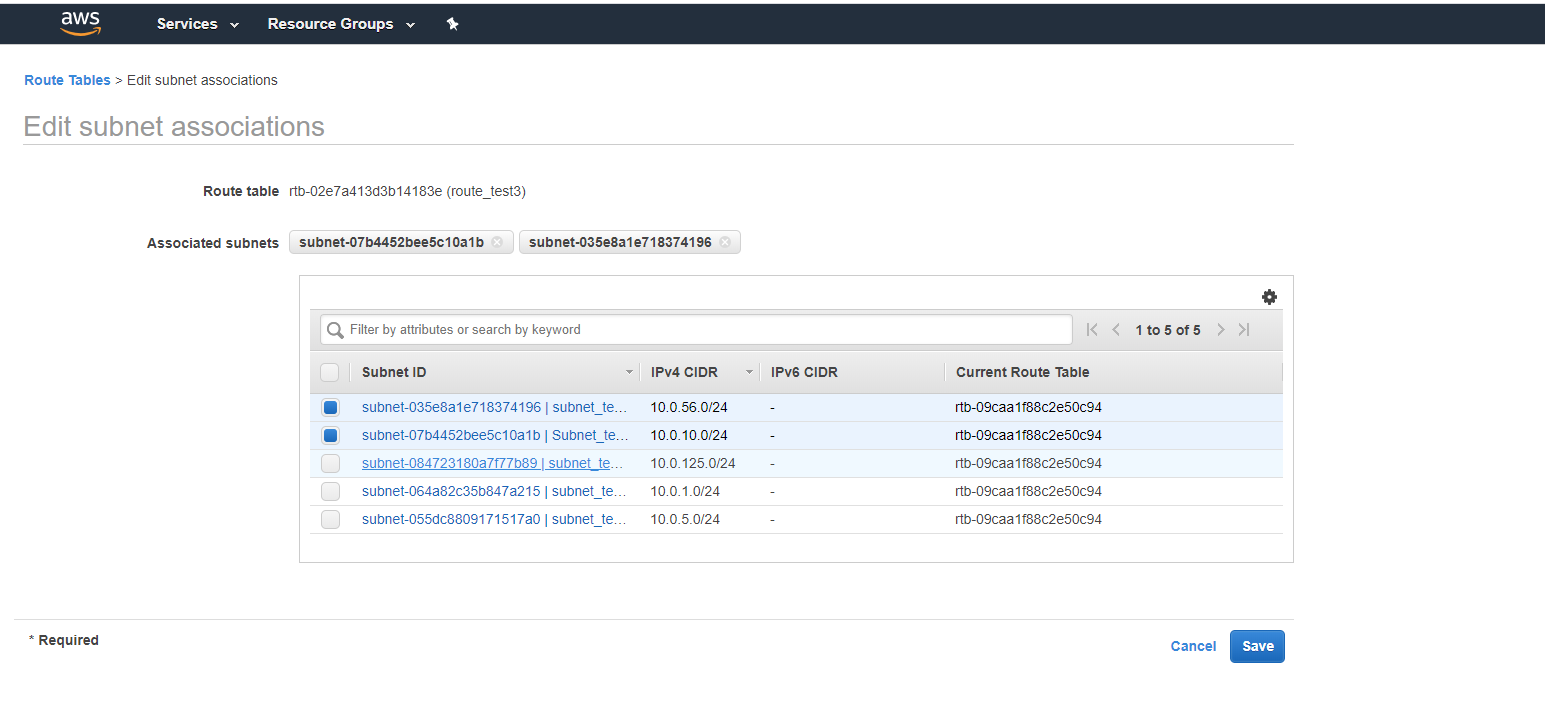 aws Services Resource Groups
Route Tables > Edit subnet associations
Edit subnet associations
Route table rtb-02e7a413d3b14183e (route_test3)
Associated subnets subnet-07b4452bee5c10a1b subnet-035e8a1e718374196
Filter by attributes or search by keyword 1 to 5 of 5
Subnet ID IPv4 CIDR IPv6 CIDR Current Route Table
subnet-035e8a1e718374196 | subnet_te... 10.0.56.0/24 - rtb-09caa1f88c2e50c94
subnet-07b4452bee5c10a1b | Subnet_te... 10.0.10.0/24 - rtb-09caa1f88c2e50c94
subnet-084723180a7f77b89 | subnet_te... 10.0.125.0/24 - rtb-09caa1f88c2e50c94
subnet-064a82c35b847a215 | subnet_te... 10.0.1.0/24 - rtb-09caa1f88c2e50c94
subnet-055dc8809171517a0 | subnet_te... 10.0.5.0/24 - rtb-09caa1f88c2e50c94
* Required
Cancel Save